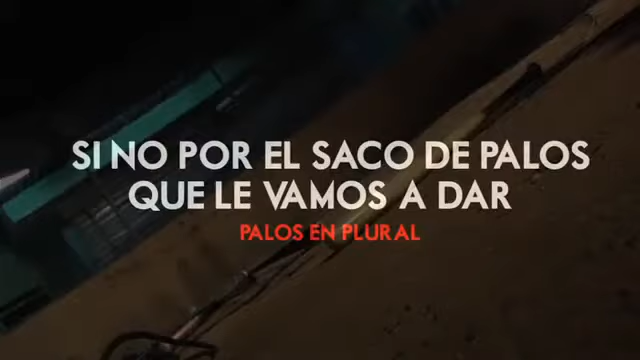 SI NO POR EL SACO DE PALOS
QUE LE VAMOS A DAR
PALOS EN PLURAL